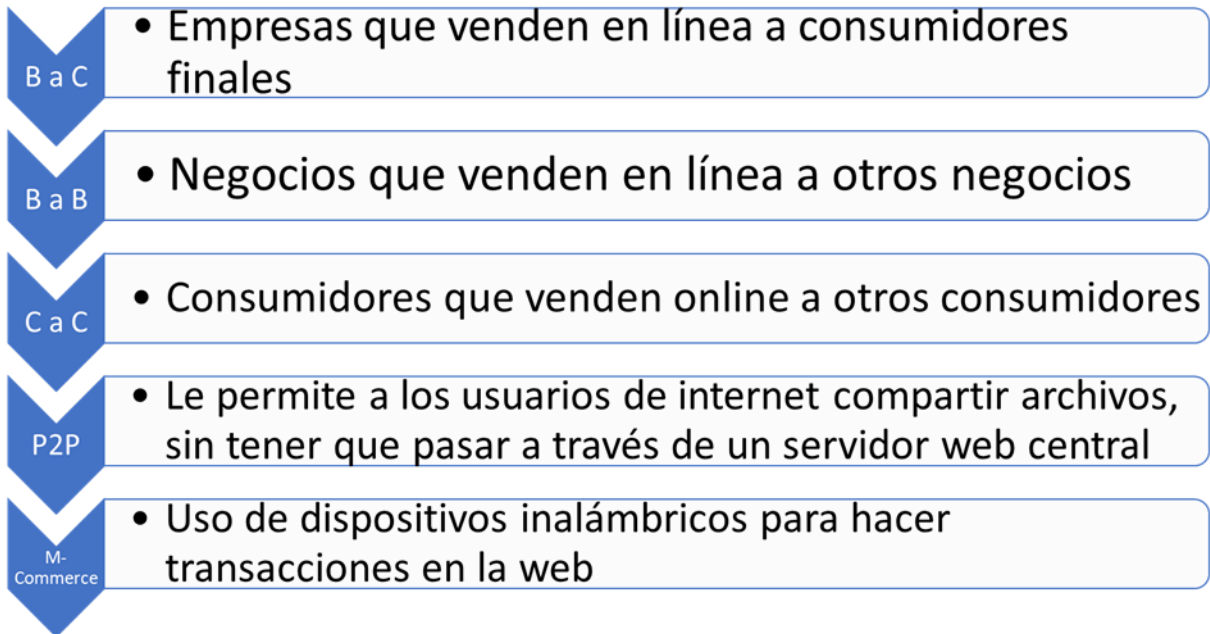 B a C
• Empresas que venden en línea a consumidores
finales
B a B
• Negocios que venden en línea a otros negocios
C a C
• Consumidores que venden online a otros consumidores
P2P
• Le permite a los usuarios de internet compartir archivos,
sin tener que pasar a través de un servidor web central
M-
Commerce
• Uso de dispositivos inalámbricos para hacer
transacciones en la web